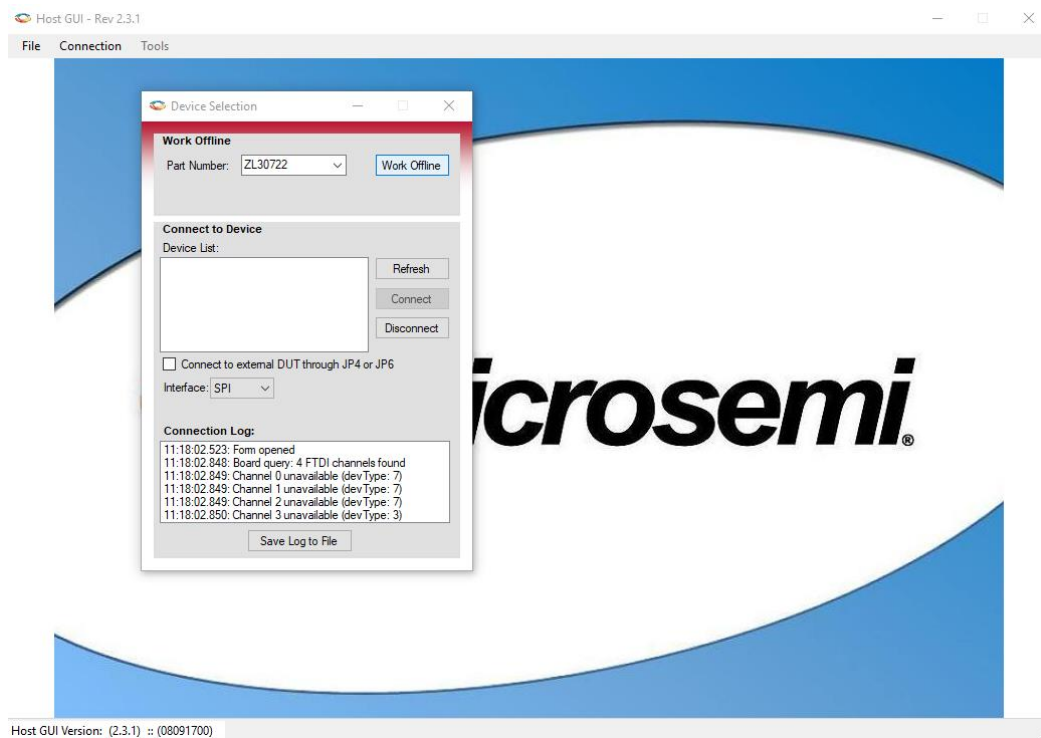 Host GUI - Rev 2.3.1
File Connection Tools
Device Selection
Work Offline
Part Number: ZL30722 Work Offline
Connect to Device
Device List:
Refresh
Connect
Disconnect
Connect to external DUT through JP4 or JP6
Interface: SPI
icrosemi®
Connection Log:
11:18:02.523: Form opened
11:18:02.848: Board query: 4 FTDI channels found
11:18:02.849: Channel 0 unavailable (devType: 7)
11:18:02.849: Channel 1 unavailable (devType: 7)
11:18:02.849: Channel 2 unavailable (devType: 7)
11:18:02.850: Channel 3 unavailable (devType: 3)
Save Log to File
Host GUI Version: (2.3.1) :: (08091700)